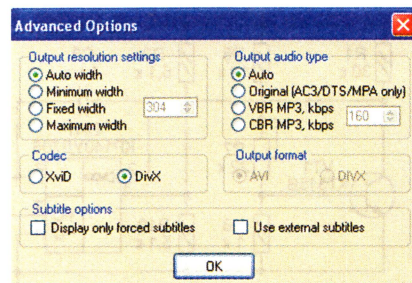 Advanced Options
Output resolution settings
Auto width
Minimum width
Fixed width
304
Maximum width
Output audio type
Auto
Original (AC3/DTS/MPA only)
VBR MP3, kbps
160
CBR MP3, kbps
Codec
XviD
DivX
Output format
AVI
DIVX
Subtitle options
Display only forced subtitles
Use external subtitles
OK